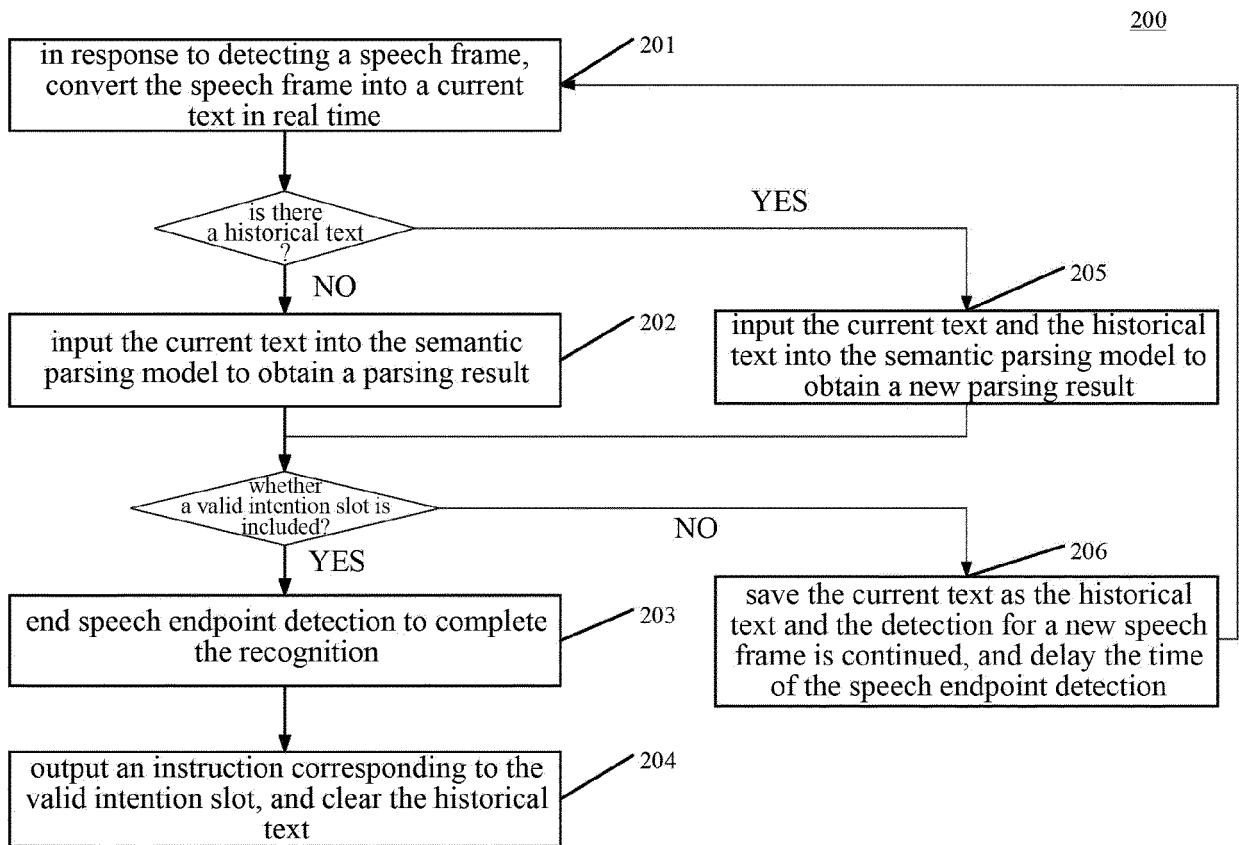 200
in response to detecting a speech frame,
convert the speech frame into a current
text in real time
201
is there
a historical text
?
YES
NO
input the current text into the semantic
parsing model to obtain a parsing result
202
205
input the current text and the historical
text into the semantic parsing model to
obtain a new parsing result
whether
a valid intention slot is
included?
NO
YES
206
save the current text as the historical
text and the detection for a new speech
frame is continued, and delay the time
of the speech endpoint detection
end speech endpoint detection to complete
the recognition
203
output an instruction corresponding to the
valid intention slot, and clear the historical
text
204